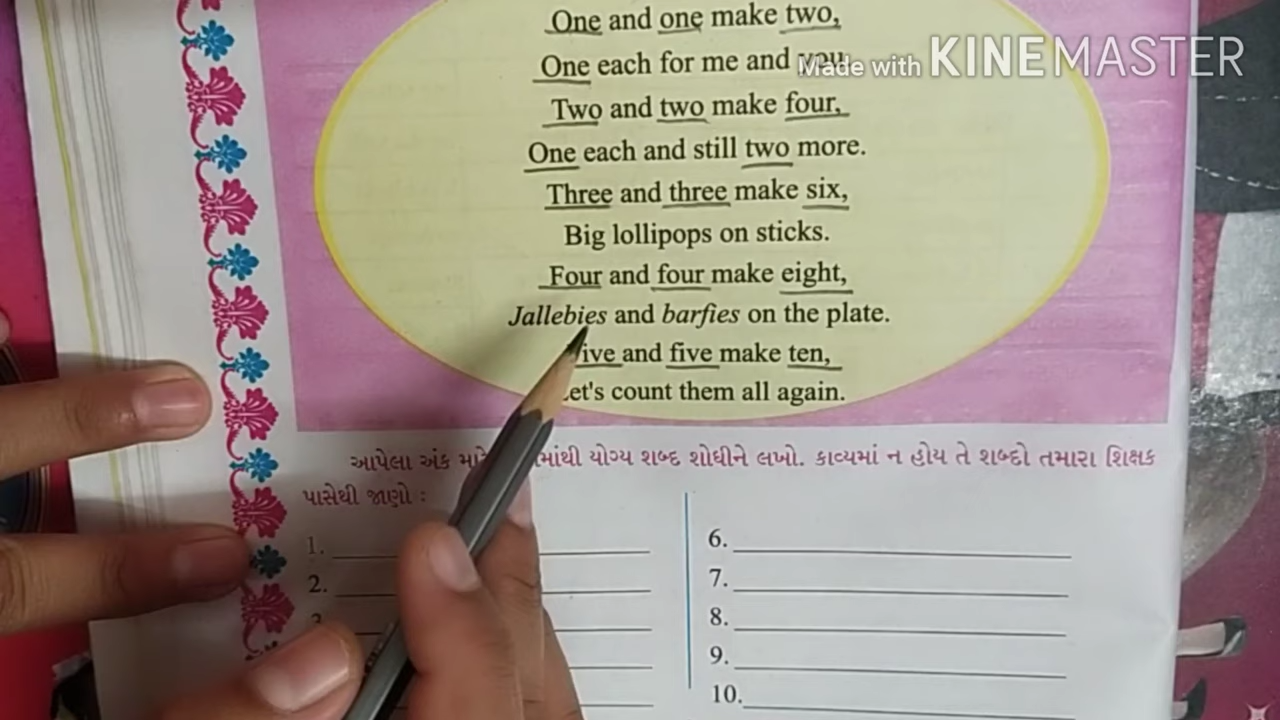 One and one make two,
Made with KINEMASTER
One each for me and you
Two and two make four,
One each and still two more.
Three and three make six,
Big lollipops on sticks.
Four and four make eight,
Jallebies and barfies on the plate.
ive and five make ten,
et's count them all again.
આપેલા અંક માંથી યોગ્ય શબ્દ શોધીને લખો. કાવ્યમાં ન હોય તે શબ્દો તમારા શિક્ષક
પાસેથી જાણો :
1.
2.
3.
6.
7.
8.
9.
10.